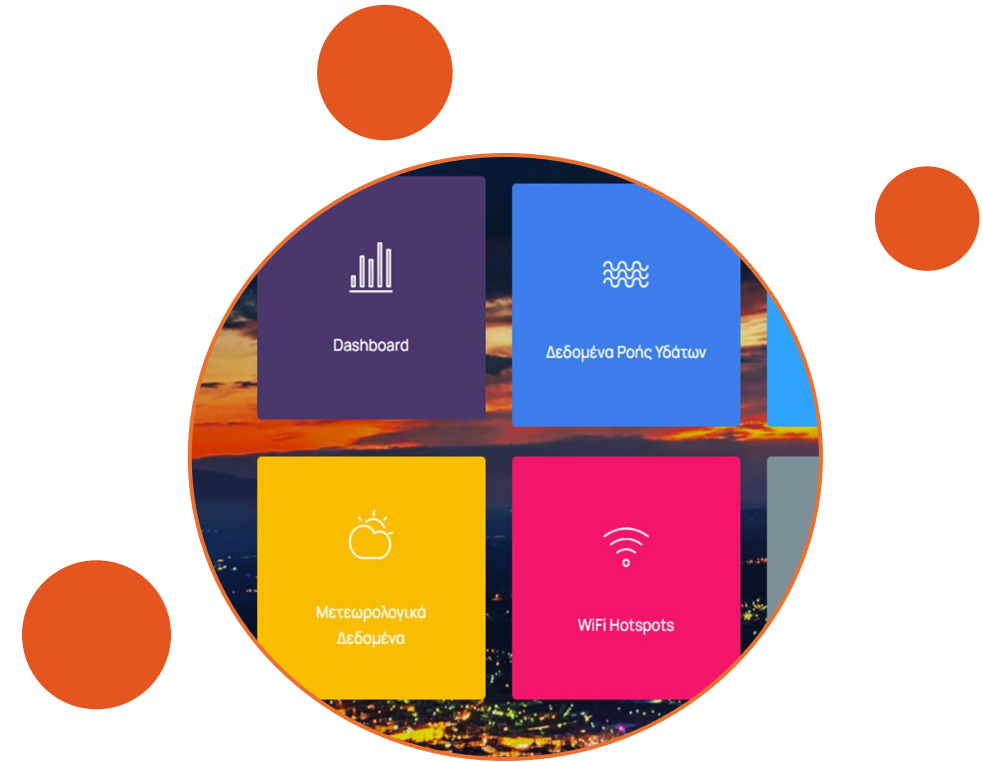 Dashboard
Δεδομένα Ροής Υδάτων
Μετεωρολογικά
Δεδομένα
WiFi Hotspots